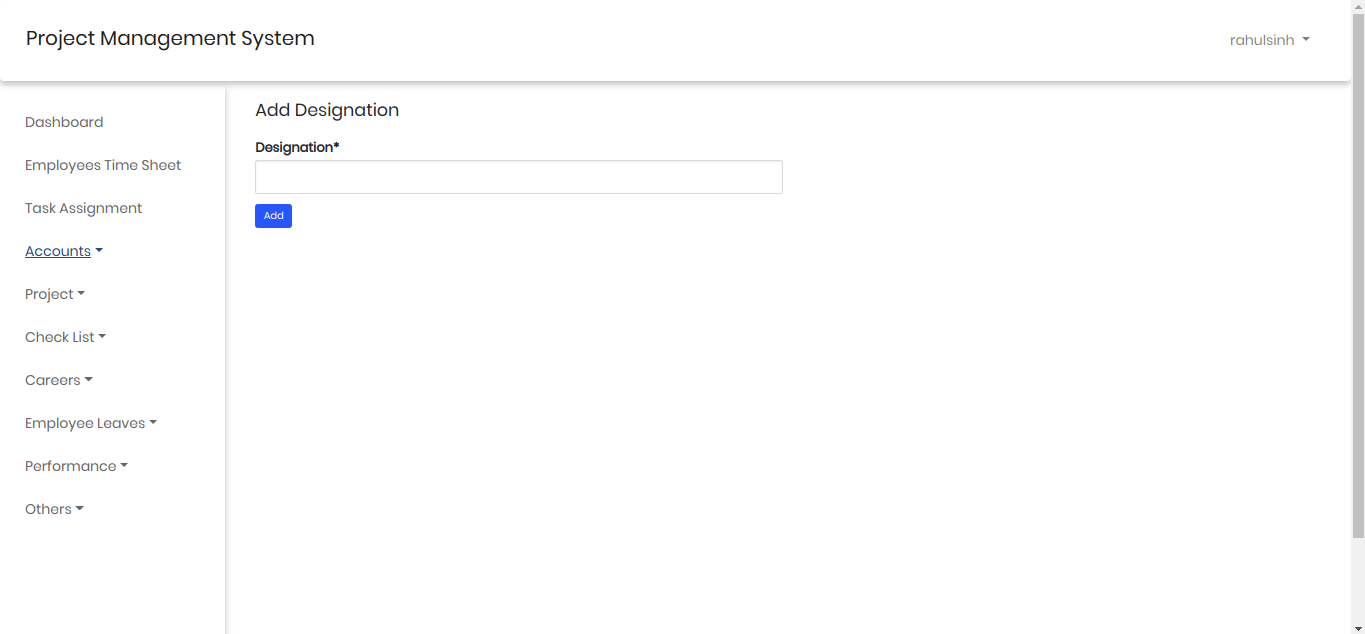 Project Management System
rahulsinh
Dashboard
Employees Time Sheet
Task Assignment
Accounts
Project
Check List
Careers
Employee Leaves
Performance
Others
Add Designation
Designation*
Add